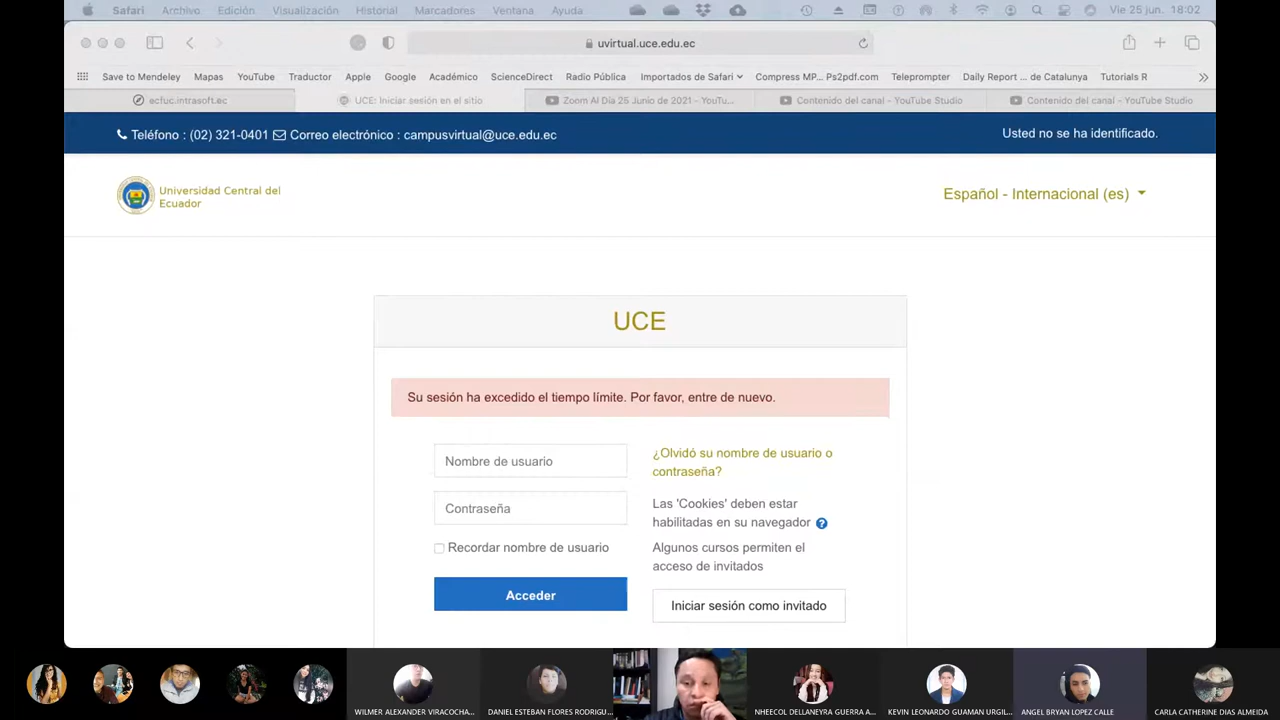 Safari Archivo Edición Visualización Historial Marcadores Ventana Ayuda Vie 25 jun. 18:02
uvirtual.uce.edu.ec
Save to Mendeley Mapas YouTube Traductor Apple Google Académico ScienceDirect Radio Pública Importados de Safari Compress MP... Ps2pdf.com Teleprompter Daily Report ... de Catalunya Tutorials R
ecfuc.intrasoft.ec UCE: Iniciar sesión en el sitio Zoom Al Día 25 Junio de 2021 - YouTu... Contenido del canal - YouTube Studio Contenido del canal - YouTube Studio
Teléfono : (02) 321-0401 Correo electrónico : campusvirtual@uce.edu.ec Usted no se ha identificado.
Universidad Central del
Ecuador
Español - Internacional (es)
UCE
Su sesión ha excedido el tiempo límite. Por favor, entre de nuevo.
Nombre de usuario
Contraseña
Recordar nombre de usuario
Acceder
¿Olvidó su nombre de usuario o
contraseña?
Las 'Cookies' deben estar
habilitadas en su navegador
Algunos cursos permiten el
acceso de invitados
Iniciar sesión como invitado
WILMER ALEXANDER VIRACOCHA... DANIEL ESTEBAN FLORES RODRIGU... NHEECOL DELLANEYRA GUERRA A... KEVIN LEONARDO GUAMAN URGIL... ANGEL BRYAN LOPEZ CALLE CARLA CATHERINE DIAS ALMEIDA